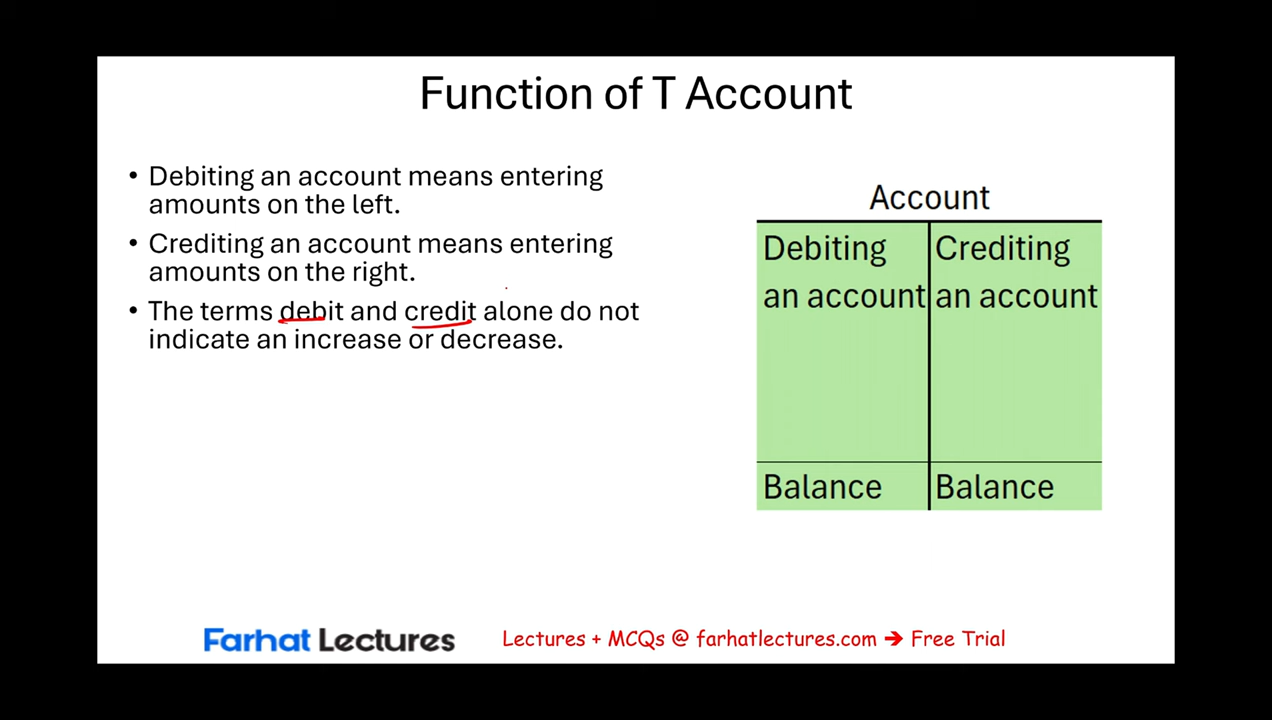 Function of T Account
• Debiting an account means entering
amounts on the left.
• Crediting an account means entering
amounts on the right.
• The terms debit and credit alone do not
indicate an increase or decrease.
Account
Debiting
an account
Crediting
an account
Balance
Balance
Farhat Lectures
Lectures + MCQs @ farhatlectures.com ➔ Free Trial